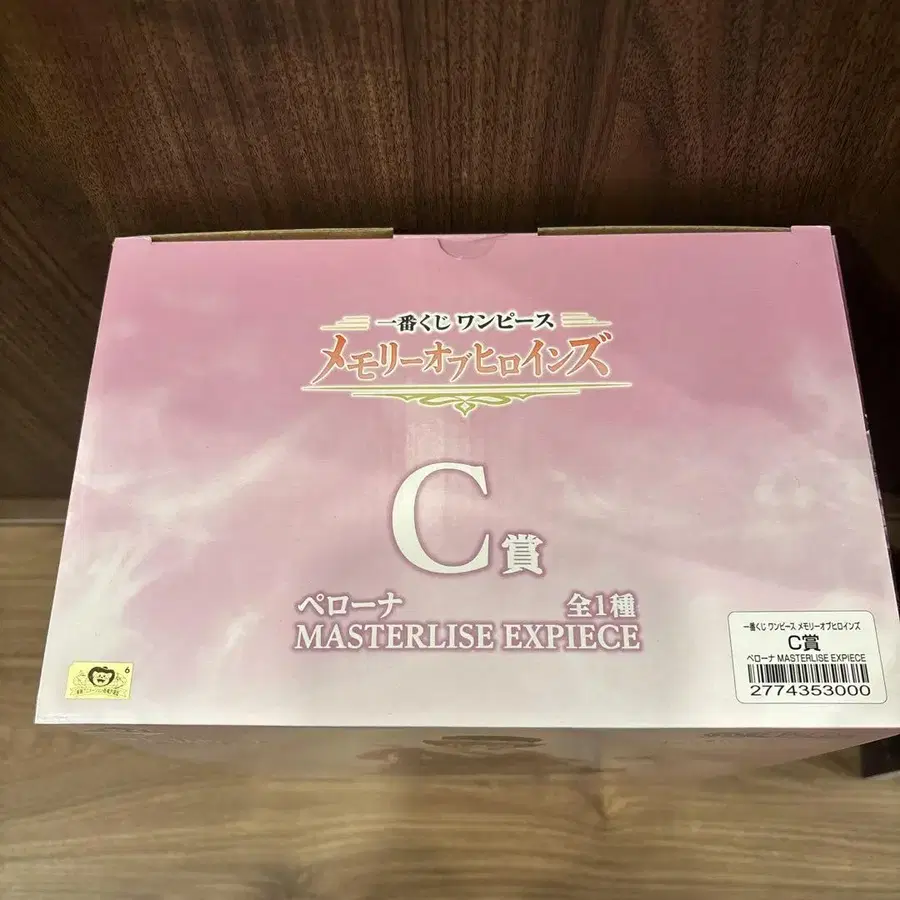 一番くじ ワンピース
メモリーオブヒロインズ
C賞
ペローナ 全1種
MASTERLISE EXPIECE
一番くじ ワンピース メモリーオブヒロインズ
C賞
ペローナ MASTERLISE EXPIECE
2774353000
6